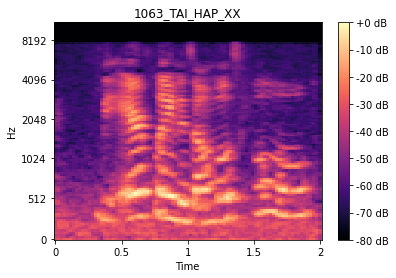 1063_TAI_HAP_XX
+0 dB
8192
-10 dB
4096
-20 dB
-30 dB
2048
Hz
-40 dB
1024
-50 dB
512
-60 dB
-70 dB
0
-80 dB
0
0.5
1
1.5
2
Time